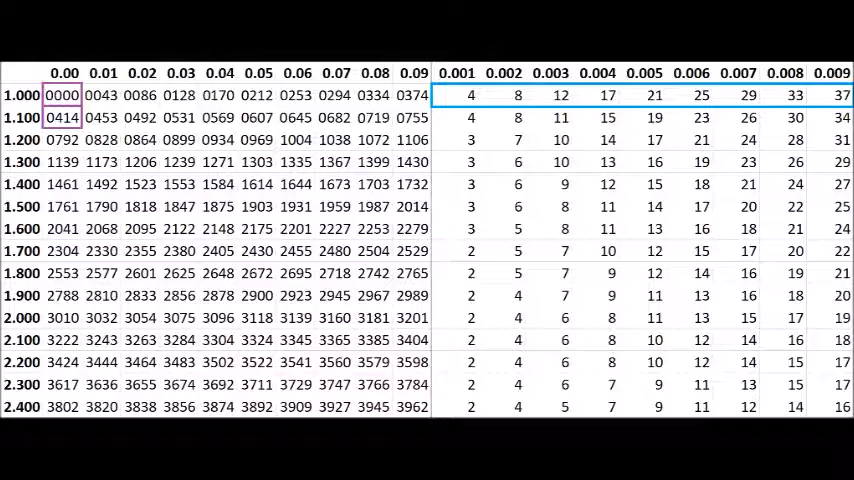 0.00 0.01 0.02 0.03 0.04 0.05 0.06 0.07 0.08 0.09 0.001 0.002 0.003 0.004 0.005 0.006 0.007 0.008 0.009
1.000 0000 0043 0086 0128 0170 0212 0253 0294 0334 0374 4 8 12 17 21 25 29 33 37
1.100 0414 0453 0492 0531 0569 0607 0645 0682 0719 0755 4 8 11 15 19 23 26 30 34
1.200 0792 0828 0864 0899 0934 0969 1004 1038 1072 1106 3 7 10 14 17 21 24 28 31
1.300 1139 1173 1206 1239 1271 1303 1335 1367 1399 1430 3 6 10 13 16 19 23 26 29
1.400 1461 1492 1523 1553 1584 1614 1644 1673 1703 1732 3 6 9 12 15 18 21 24 27
1.500 1761 1790 1818 1847 1875 1903 1931 1959 1987 2014 3 6 8 11 14 17 20 22 25
1.600 2041 2068 2095 2122 2148 2175 2201 2227 2253 2279 3 5 8 11 13 16 18 21 24
1.700 2304 2330 2355 2380 2405 2430 2455 2480 2504 2529 2 5 7 10 12 15 17 20 22
1.800 2553 2577 2601 2625 2648 2672 2695 2718 2742 2765 2 5 7 9 12 14 16 19 21
1.900 2788 2810 2833 2856 2878 2900 2923 2945 2967 2989 2 4 7 9 11 13 16 18 20
2.000 3010 3032 3054 3075 3096 3118 3139 3160 3181 3201 2 4 6 8 11 13 15 17 19
2.100 3222 3243 3263 3284 3304 3324 3345 3365 3385 3404 2 4 6 8 10 12 14 16 18
2.200 3424 3444 3464 3483 3502 3522 3541 3560 3579 3598 2 4 6 8 10 12 14 15 17
2.300 3617 3636 3655 3674 3692 3711 3729 3747 3766 3784 2 4 6 7 9 11 13 15 17
2.400 3802 3820 3838 3856 3874 3892 3909 3927 3945 3962 2 4 5 7 9 11 12 14 16